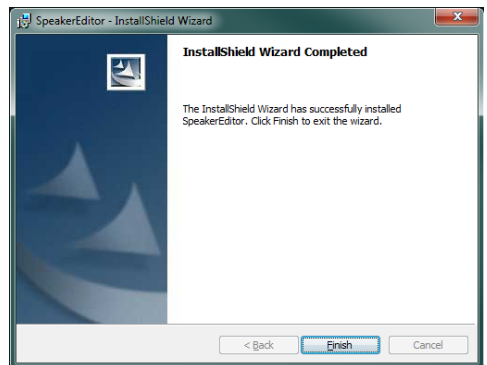 SpeakerEditor - InstallShield Wizard
InstallShield Wizard Completed
The InstallShield Wizard has successfully installed
SpeakerEditor. Click Finish to exit the wizard.
< Back
Finish
Cancel